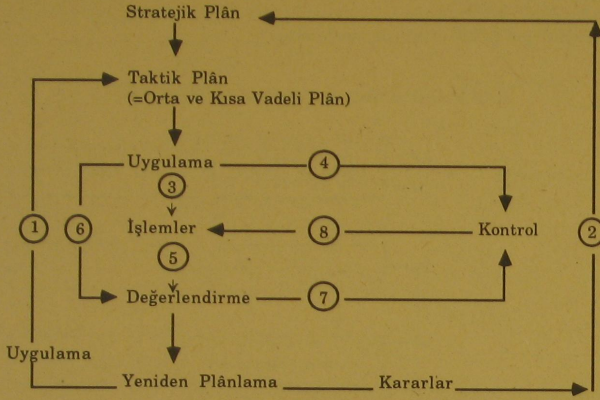 Stratejik Plân
Taktik Plân
(=Orta ve Kısa Vadeli Plân)
Uygulama
4
3
1
6
İşlemler
8
Kontrol
2
5
Değerlendirme
7
Uygulama
Yeniden Plânlama
Kararlar